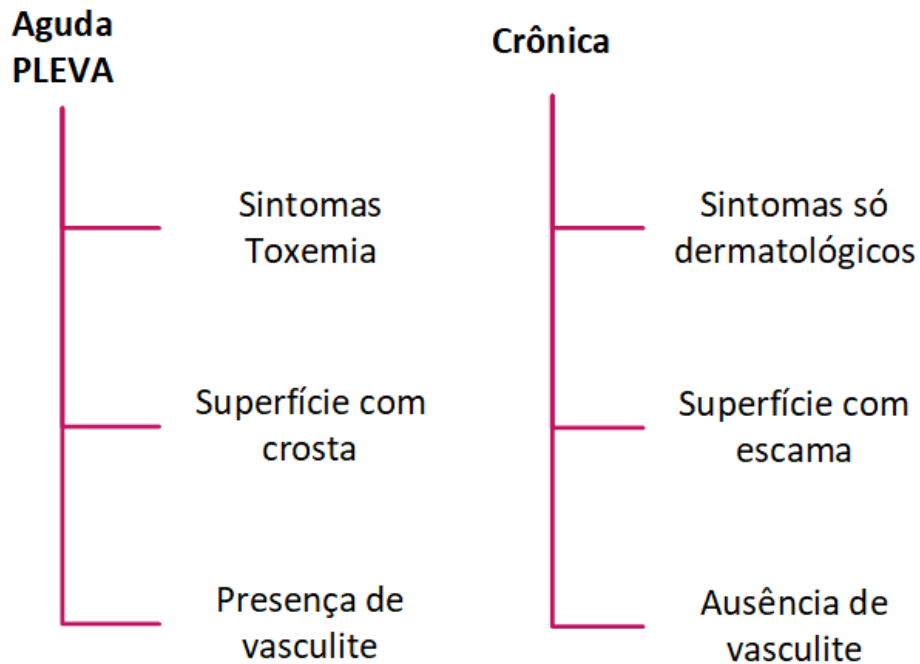 Aguda
PLEVA
Sintomas
Toxemia
Superfície com
crosta
Presença de
vasculite
Crônica
Sintomas só
dermatológicos
Superfície com
escama
Ausência de
vasculite